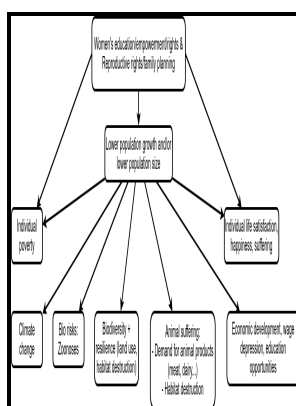 Women's education/empowerment/rights &
Reproductive rights/family planning
Lower population growth and/or
lower population size
Individual
poverty
Individual life satisfaction,
happiness, suffering
Climate
change
Bio risks:
Zoonoses
Biodiversity +
resilience (land use,
habitat destruction)
Animal suffering:
- Demand for animal products
(meat, dairy...)
- Habitat destruction
Economic development, wage
depression, education
opportunities